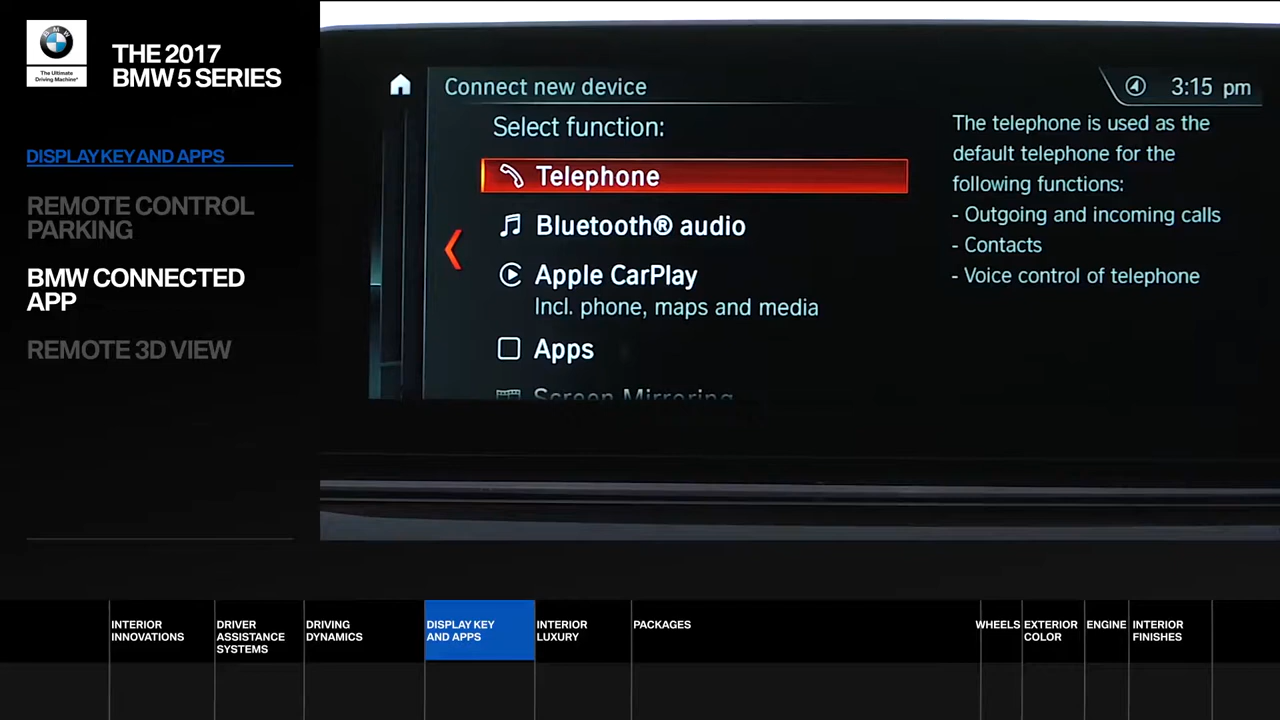 BMW
The Ultimate
Driving Machine®
THE 2017
BMW 5 SERIES
DISPLAY KEY AND APPS
REMOTE CONTROL
PARKING
BMW CONNECTED
APP
REMOTE 3D VIEW
Connect new device
3:15 pm
Select function:
Telephone
Bluetooth® audio
Apple CarPlay
Incl. phone, maps and media
Apps
Screen Mirroring
The telephone is used as the
default telephone for the
following functions:
- Outgoing and incoming calls
- Contacts
- Voice control of telephone
INTERIOR
INNOVATIONS
DRIVER
ASSISTANCE
SYSTEMS
DRIVING
DYNAMICS
DISPLAY KEY
AND APPS
INTERIOR
LUXURY
PACKAGES
WHEELS
EXTERIOR
COLOR
ENGINE
INTERIOR
FINISHES